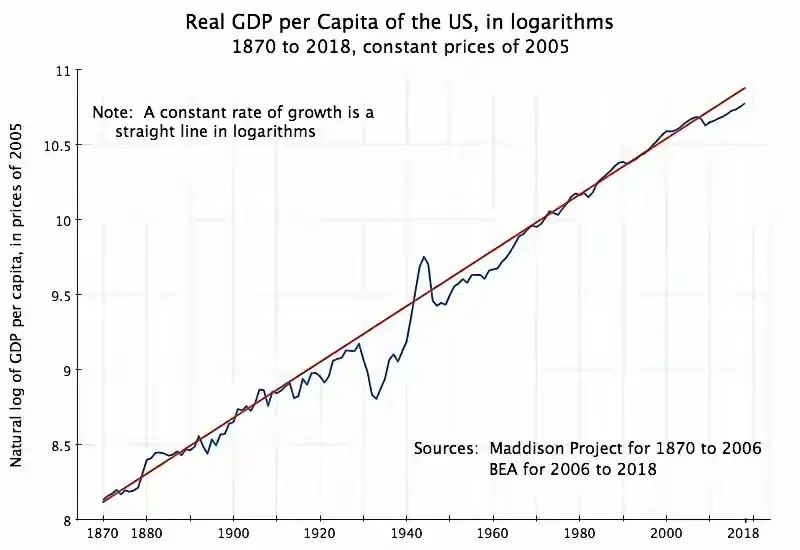 Real GDP per Capita of the US, in logarithms
1870 to 2018, constant prices of 2005
Natural log of GDP per capita, in prices of 2005
11
10.5
10
9.5
9
8.5
8
Note: A constant rate of growth is a
straight line in logarithms
Sources: Maddison Project for 1870 to 2006
BEA for 2006 to 2018
1870 1880 1900 1920 1940 1960 1980 2000 2018